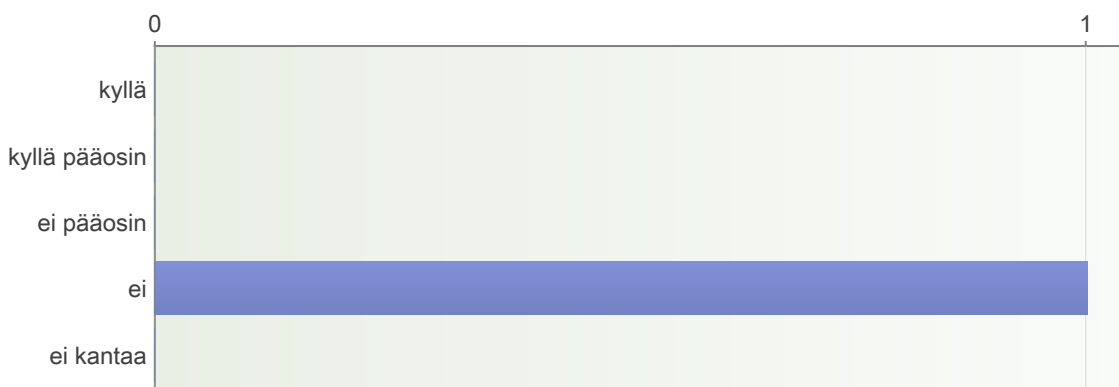 0 1
kyllä
kyllä pääosin
ei pääosin
ei
ei kantaa